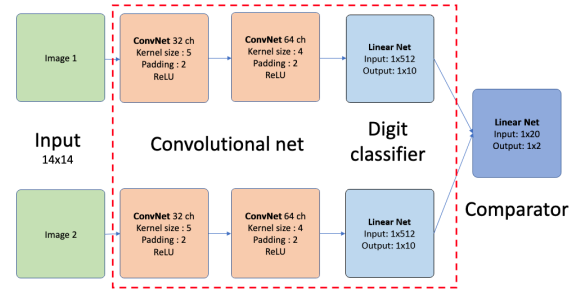 Image 1
ConvNet 32 ch
Kernel size : 5
Padding : 2
ReLU
ConvNet 64 ch
Kernel size : 4
Padding : 2
ReLU
Linear Net
Input: 1x512
Output: 1x10
Input
14x14
Convolutional net
Digit
classifier
Linear Net
Input: 1x20
Output: 1x2
Comparator
Image 2
ConvNet 32 ch
Kernel size : 5
Padding : 2
ReLU
ConvNet 64 ch
Kernel size : 4
Padding : 2
ReLU
Linear Net
Input: 1x512
Output: 1x10